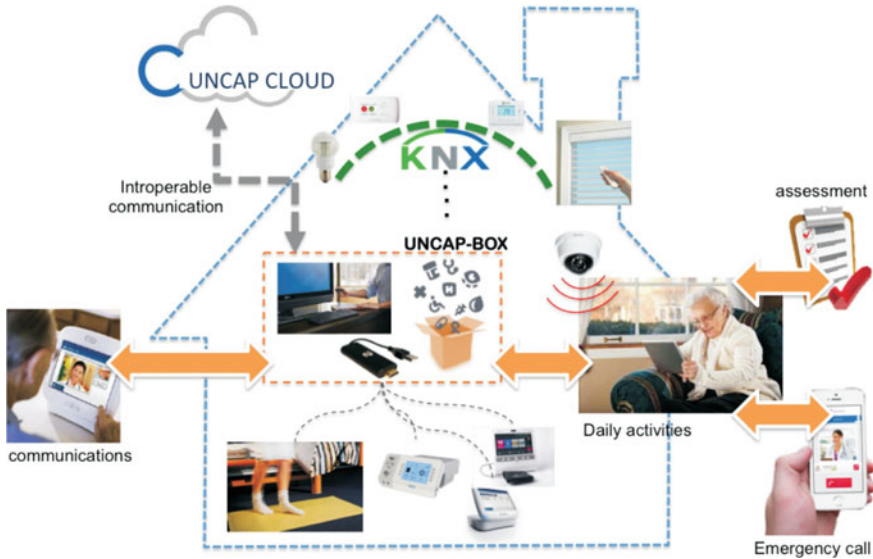 UNCAP CLOUD
KNX
Introperable
communication
assessment
UNCAP-BOX
H
communications
Daily activities
Emergency call